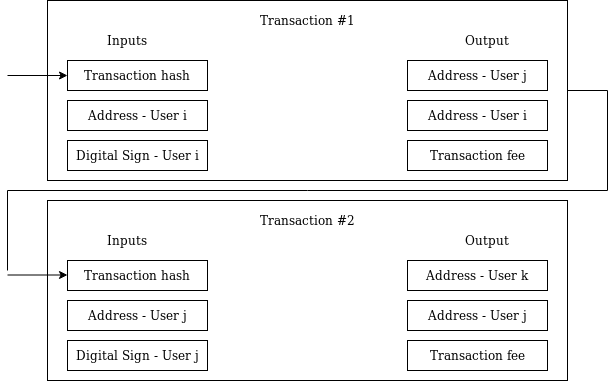 Transaction #1
Inputs
Output
Transaction hash
Address - User j
Address - User i
Address - User i
Digital Sign - User i
Transaction fee
Transaction #2
Inputs
Output
Transaction hash
Address - User k
Address - User j
Address - User j
Digital Sign - User j
Transaction fee